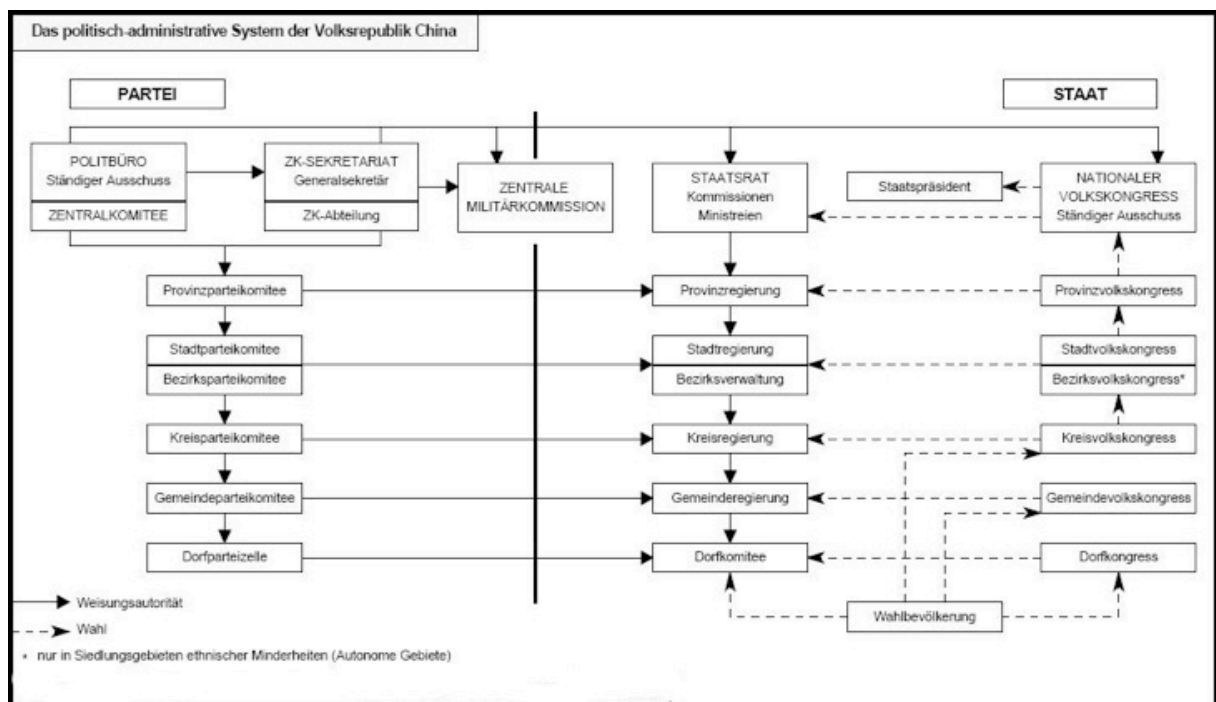 Das politisch-administrative System der Volksrepublik China
PARTEI
STAAT
POLITBÜRO
Ständiger Ausschuss
ZENTRALKOMITEE
ZK-SEKRETARIAT
Generalsekretär
ZK-Abteilung
ZENTRALE
MILITÄRKOMMISSION
STAATSRAT
Kommissionen
Ministreien
Staatspräsident
NATIONALER
VOLKSKONGRESS
Ständiger Ausschuss
Provinzparteikomitee
Provinzregierung
Provinzvolkskongress
Stadtparteikomitee
Stadtregierung
Stadtvolkskongress
Bezirksparteikomitee
Bezirksverwaltung
Bezirksvolkskongress*
Kreisparteikomitee
Kreisregierung
Kreisvolkskongress
Gemeindeparteikomitee
Gemeinderegierung
Gemeindevolkskongress
Dorfparteizelle
Dorfkomitee
Dorfkongress
Weisungsautorität
Wahlbevölkerung
Wahl
* nur in Siedlungsgebieten ethnischer Minderheiten (Autonome Gebiete)